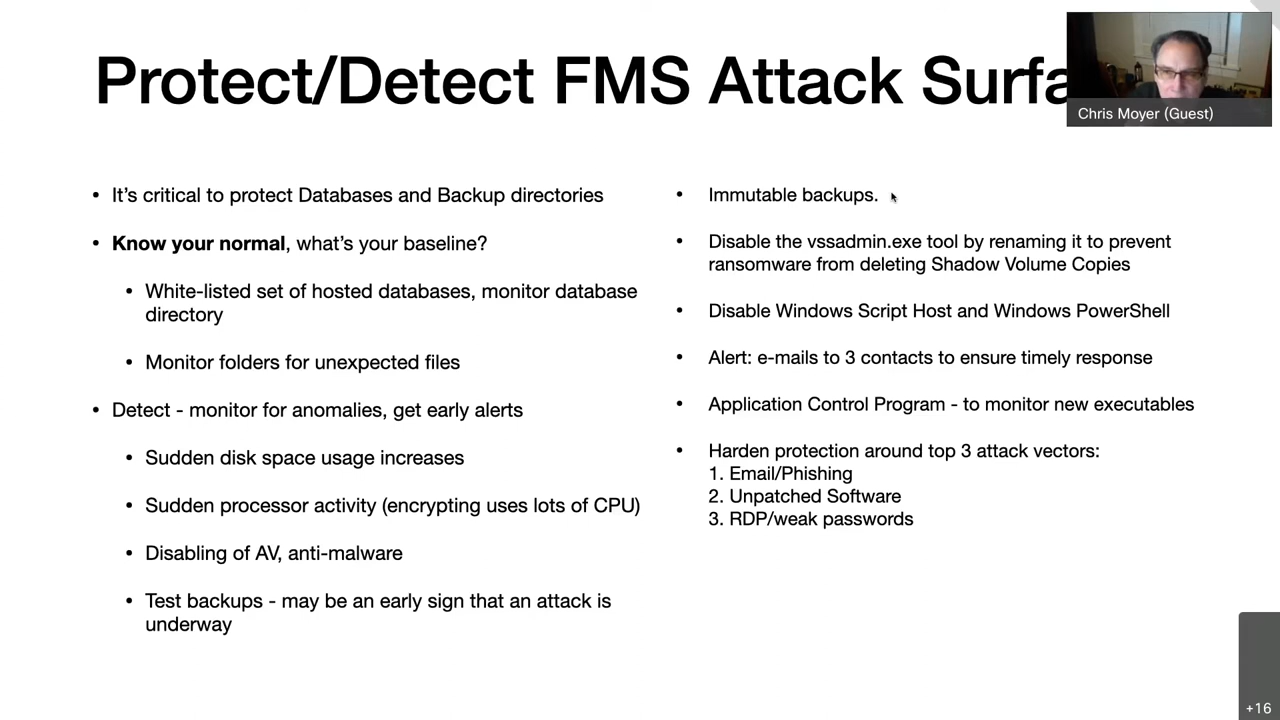 Protect/Detect FMS Attack Surfa
Chris Moyer (Guest)
• It’s critical to protect Databases and Backup directories
• Know your normal, what’s your baseline?
• White-listed set of hosted databases, monitor database
directory
• Monitor folders for unexpected files
• Detect - monitor for anomalies, get early alerts
• Sudden disk space usage increases
• Sudden processor activity (encrypting uses lots of CPU)
• Disabling of AV, anti-malware
• Test backups - may be an early sign that an attack is
underway
• Immutable backups.
• Disable the vssadmin.exe tool by renaming it to prevent
ransomware from deleting Shadow Volume Copies
• Disable Windows Script Host and Windows PowerShell
• Alert: e-mails to 3 contacts to ensure timely response
• Application Control Program - to monitor new executables
• Harden protection around top 3 attack vectors:
1. Email/Phishing
2. Unpatched Software
3. RDP/weak passwords
+16